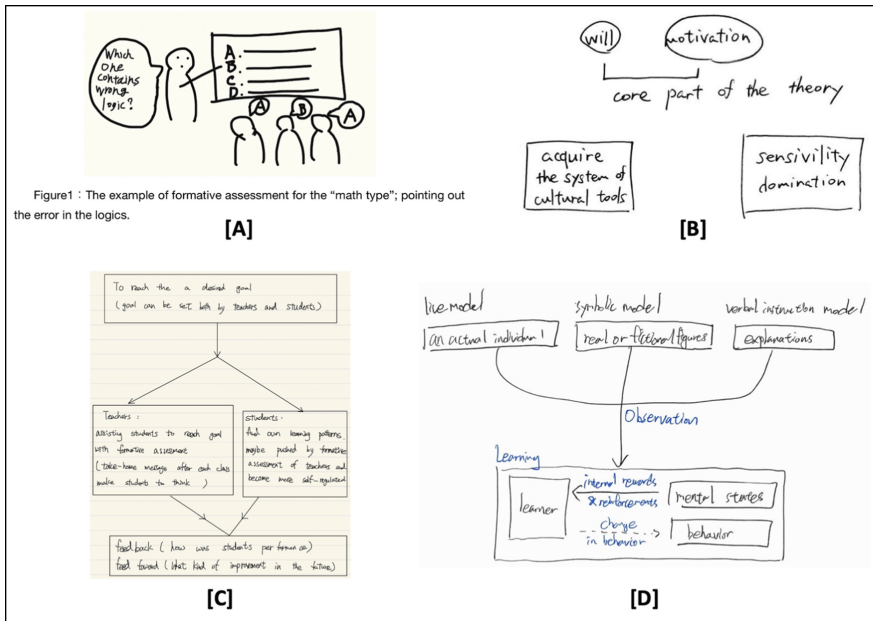 Which
one
contains
wrong
logic?
A.
B.
C.
D.
A
B
A
Figure1：The example of formative assessment for the “math type”; pointing out
the error in the logics.
[A]
will
motivation
core part of the theory
acquire
the system of
cultural tools
sensivility
domination
[B]
To reach the a desired goal
(goal can be set both by teachers and students)
Teachers :
assisting students to reach goal
with formative assessment
(take-home message after each class
make students to think )
students.
find own learning patterns.
maybe pushed by formative
assessment of teachers and
become more self-regulated
feedback ( how was students performance)
feed foward (what kind of improvement in the future)
[C]
live model
symbolic model
verbal instruction model
an actual individual
real or fictional figures
explanations
Observation
Learning
learner
internal rewards
& reinforcements
mental states
change
in behavior
behavior
[D]